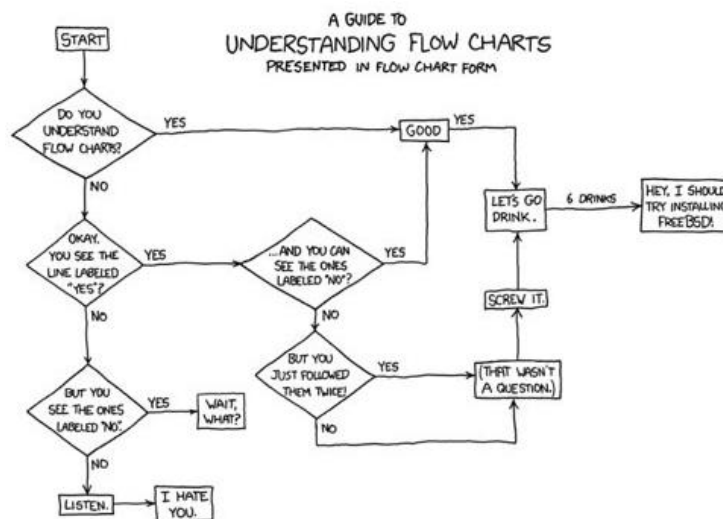 A GUIDE TO
UNDERSTANDING FLOW CHARTS
PRESENTED IN FLOW CHART FORM
START
DO YOU
UNDERSTAND
FLOW CHARTS?
YES
GOOD
YES
NO
LET'S GO
DRINK.
6 DRINKS
HEY, I SHOULD
TRY INSTALLING
FREEBSD!
OKAY.
YOU SEE THE
LINE LABELED
"YES"?
YES
...AND YOU CAN
SEE THE ONES
LABELED "NO"?
YES
SCREW IT.
NO
NO
BUT YOU
JUST FOLLOWED
THEM TWICE!
YES
(THAT WASN'T
A QUESTION.)
NO
BUT YOU
SEE THE ONES
LABELED "NO".
YES
WAIT,
WHAT?
NO
LISTEN.
I HATE
YOU.